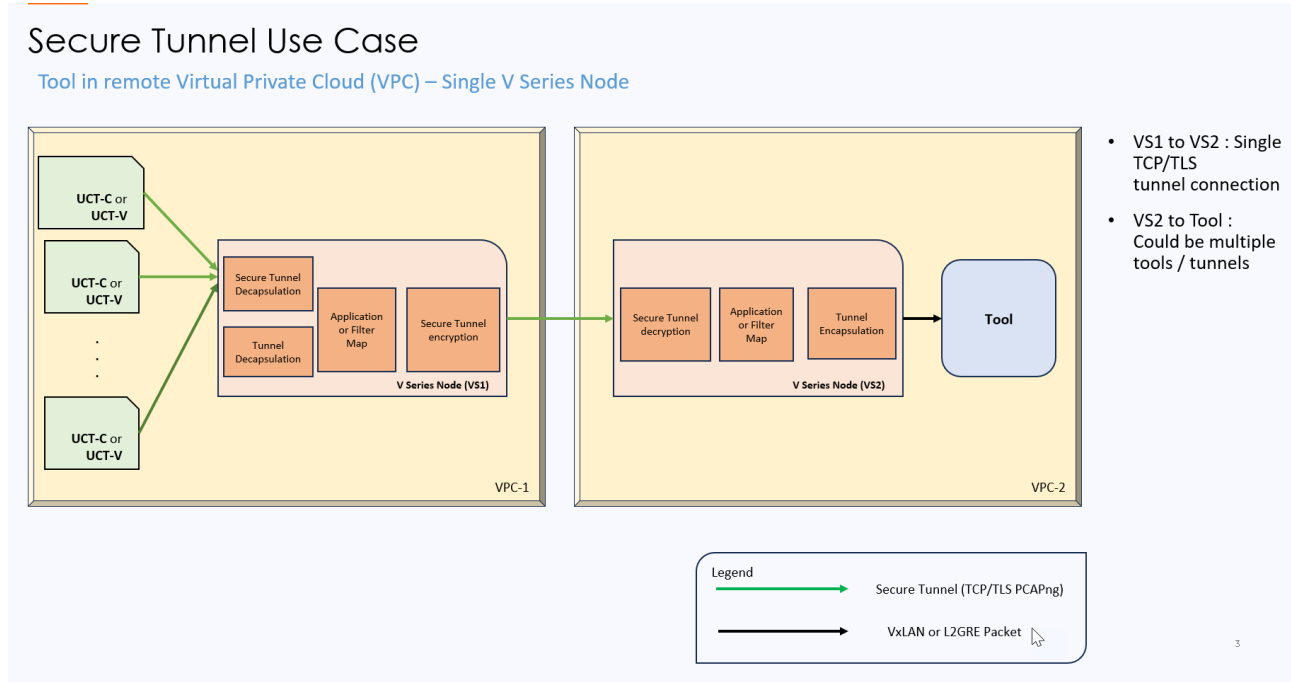 Secure Tunnel Use Case
Tool in remote Virtual Private Cloud (VPC) – Single V Series Node
UCT-C or
UCT-V
UCT-C or
UCT-V
.
.
.
UCT-C or
UCT-V
Secure Tunnel
Decapsulation
Tunnel
Decapsulation
Application
or Filter
Map
Secure Tunnel
encryption
V Series Node (VS1)
VPC-1
Secure Tunnel
decryption
Application
or Filter
Map
Tunnel
Encapsulation
V Series Node (VS2)
Tool
VPC-2
• VS1 to VS2 : Single
TCP/TLS
tunnel connection
• VS2 to Tool :
Could be multiple
tools / tunnels
Legend
Secure Tunnel (TCP/TLS PCAPng)
VxLAN or L2GRE Packet
3